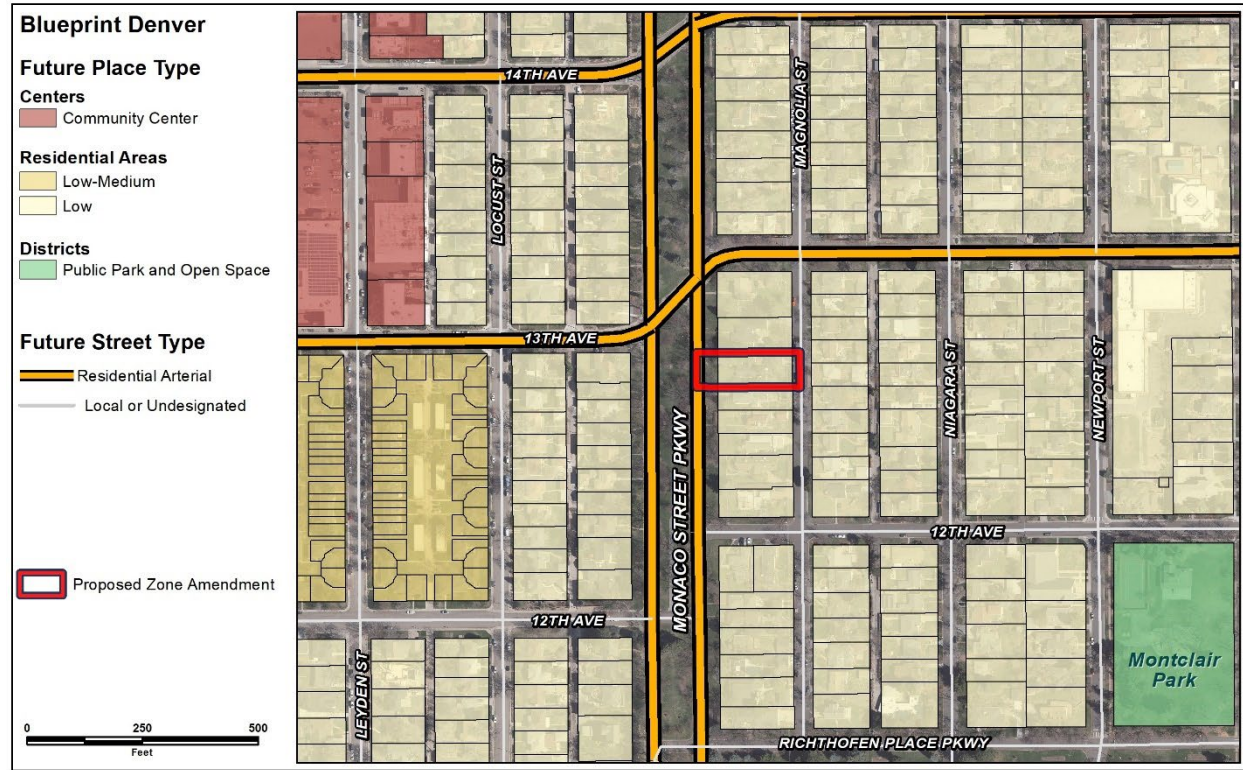 Blueprint Denver
Future Place Type
Centers
Community Center
Residential Areas
Low-Medium
Low
Districts
Public Park and Open Space
Future Street Type
Residential Arterial
Local or Undesignated
Proposed Zone Amendment
0 250 500
Feet
14TH AVE
MAGNOLIA ST
LOCUST ST
13TH AVE
MONACO STREET PKWY
NIAGARA ST
NEWPORT ST
12TH AVE
12TH AVE
LEYDEN ST
Montclair
Park
RICHTHOFEN PLACE PKWY